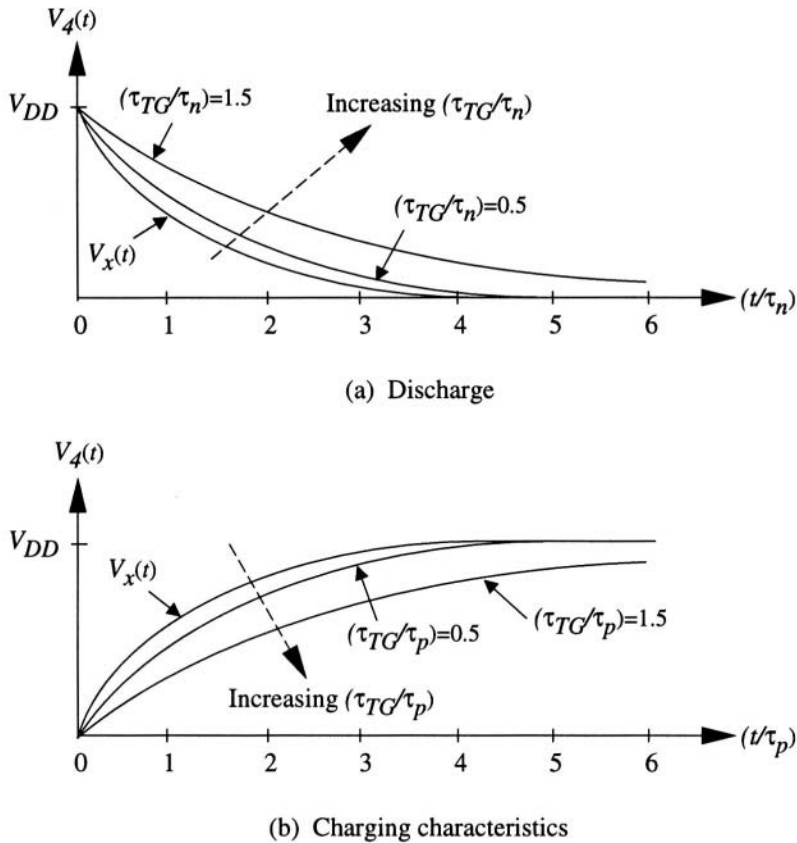 V4(t)
VDD
(τTG/τn)=1.5
Increasing (τTG/τn)
(τTG/τn)=0.5
Vx(t)
0 1 2 3 4 5 6
(t/τn)
(a) Discharge
V4(t)
VDD
Vx(t)
(τTG/τp)=0.5
(τTG/τp)=1.5
Increasing (τTG/τp)
0 1 2 3 4 5 6
(t/τp)
(b) Charging characteristics